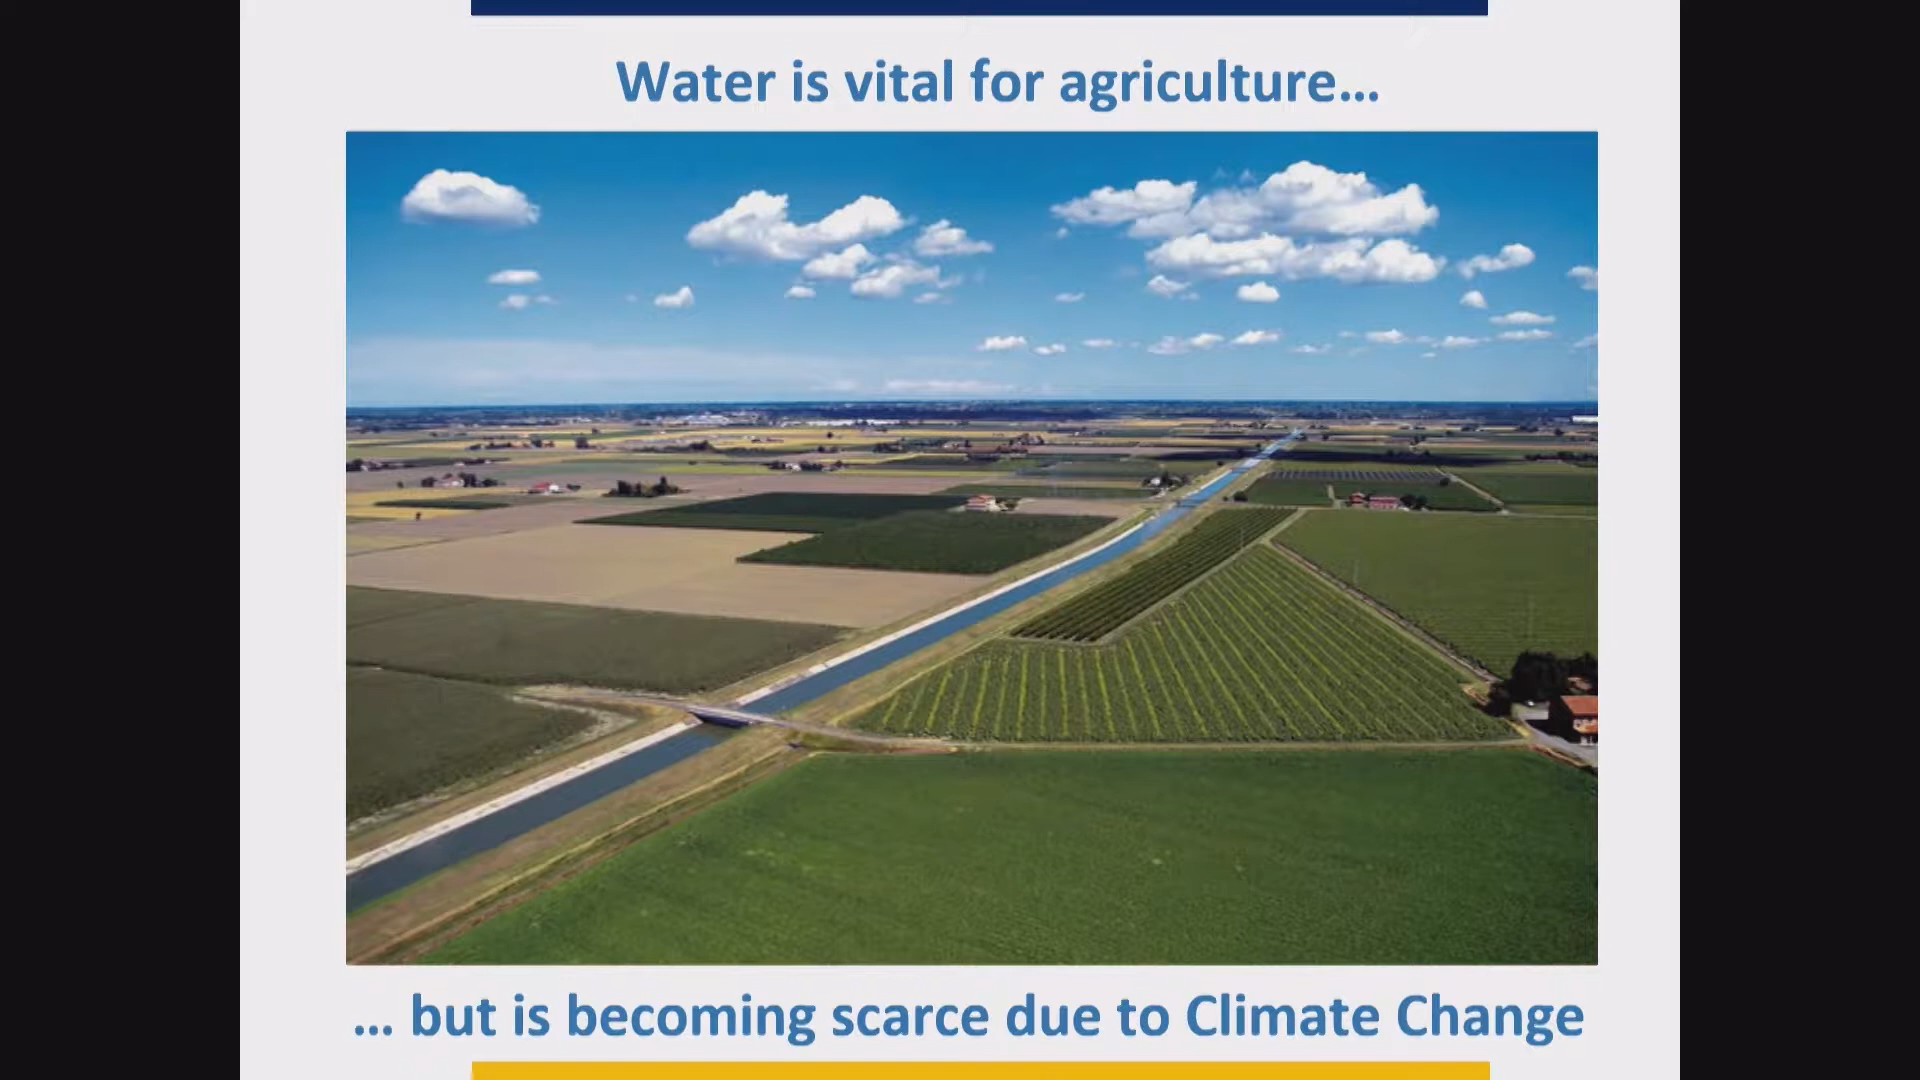 Water is vital for agriculture...
... but is becoming scarce due to Climate Change